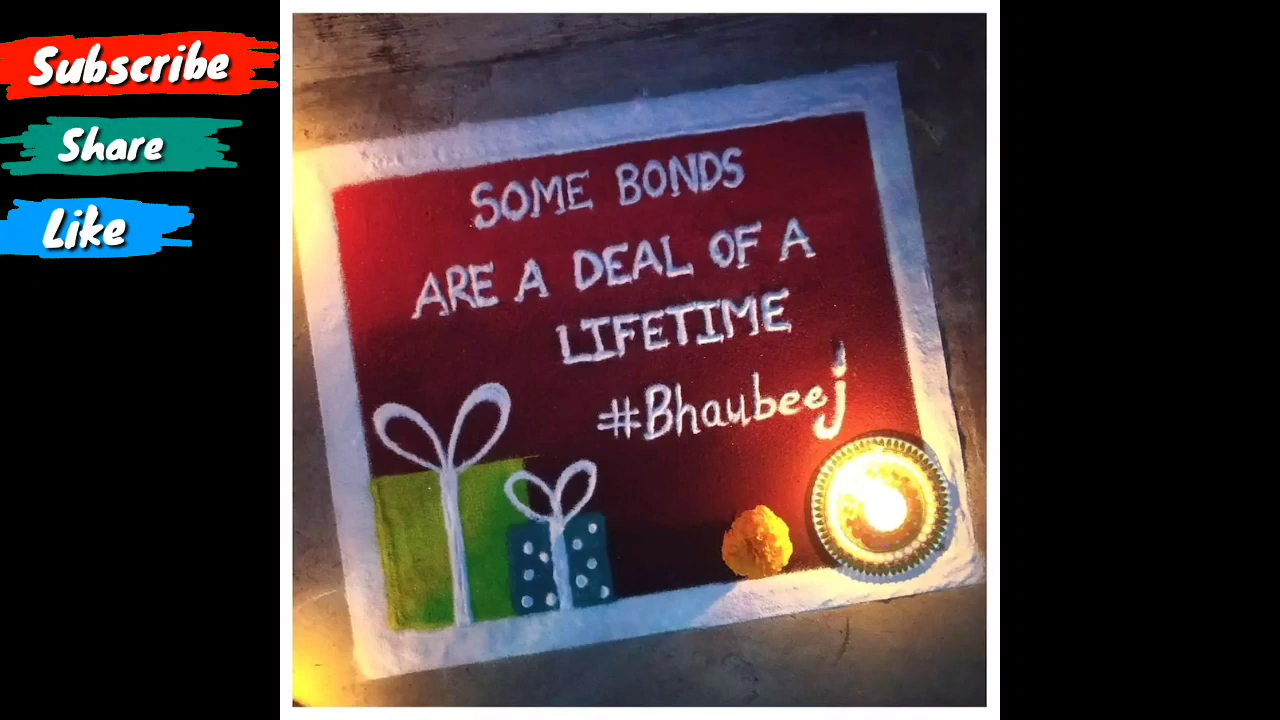 Subscribe
Share
Like
SOME BONDS
ARE A DEAL OF A
LIFETIME
#Bhaubeej